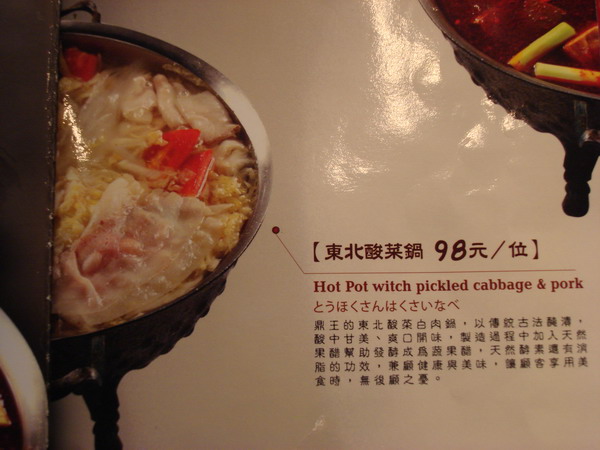 【東北酸菜鍋 98元／位】
Hot Pot witch pickled cabbage & pork
とうほくさんはくさいなべ
鼎王的東北酸菜白肉鍋，以傳統古法醃漬，
酸中甘美、爽口開味，製造過程中加入天然
果醋幫助發酵成為蔬果醋，天然酵素還有消
脂的功效，兼顧健康與美味，讓顧客享用美
食時，無後顧之憂。